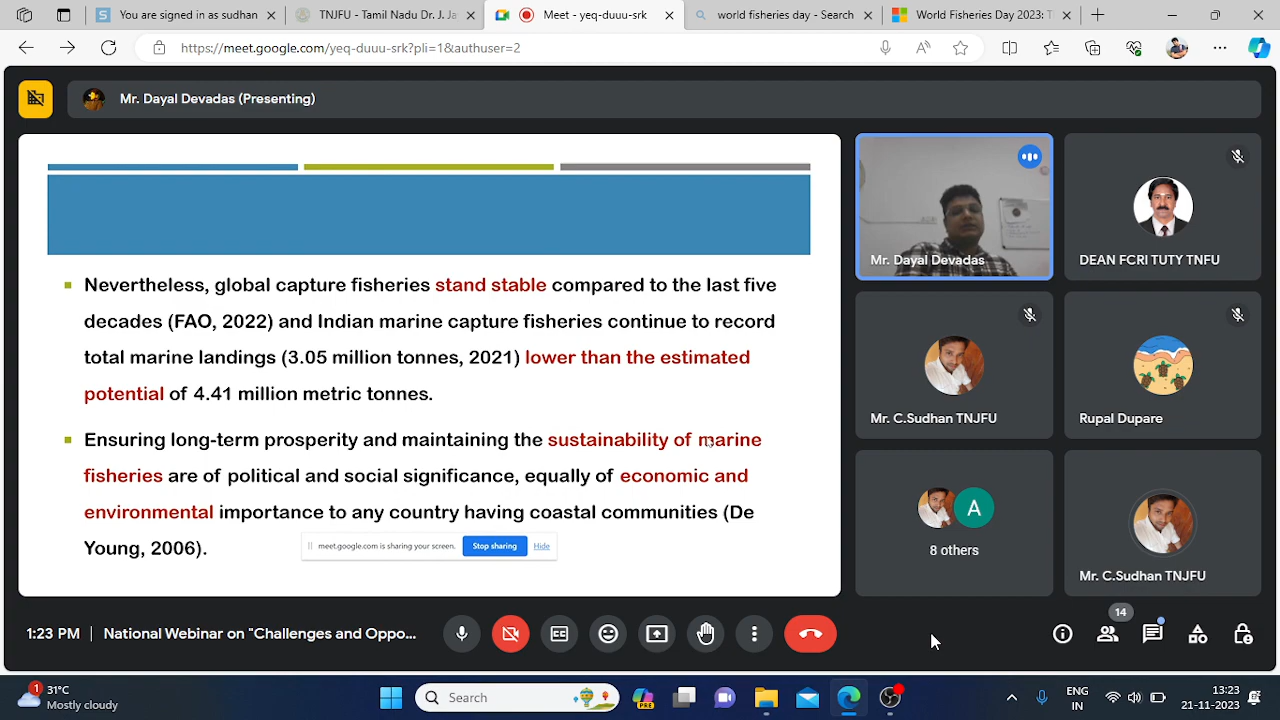 You are signed in as sudhan
TNJFU - Tamil Nadu Dr. J. Ja
Meet - yeq-duuu-srk
world fisheries day - Search
World Fisheries Day 2023: T
https://meet.google.com/yeq-duuu-srk?pli=1&authuser=2
Mr. Dayal Devadas (Presenting)
Nevertheless, global capture fisheries stand stable compared to the last five
decades (FAO, 2022) and Indian marine capture fisheries continue to record
total marine landings (3.05 million tonnes, 2021) lower than the estimated
potential of 4.41 million metric tonnes.
Ensuring long-term prosperity and maintaining the sustainability of marine
fisheries are of political and social significance, equally of economic and
environmental importance to any country having coastal communities (De
Young, 2006).
meet.google.com is sharing your screen.
Stop sharing
Hide
Mr. Dayal Devadas
DEAN FCRI TUTY TNFU
Mr. C.Sudhan TNJFU
Rupal Dupare
A
8 others
Mr. C.Sudhan TNJFU
1:23 PM | National Webinar on "Challenges and Oppo...
14
1
31°C
Mostly cloudy
Search
PRE
ENG
IN
13:23
21-11-2023